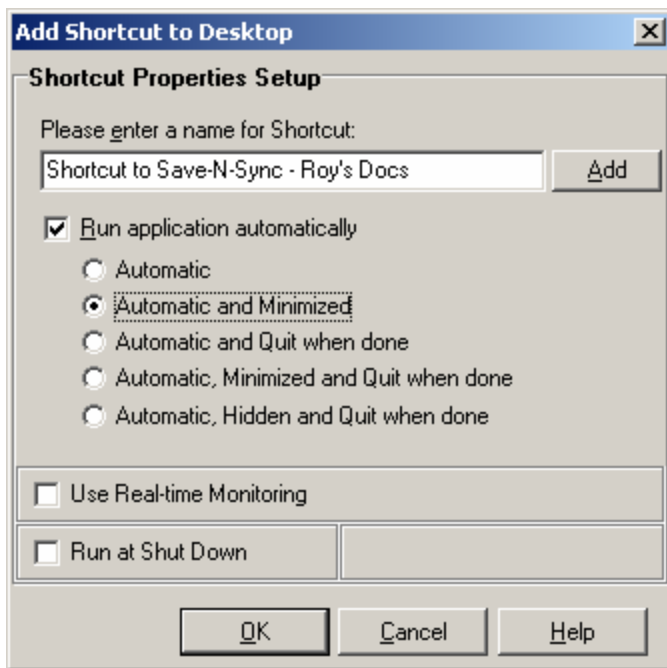 Add Shortcut to Desktop
Shortcut Properties Setup
Please enter a name for Shortcut:
Shortcut to Save-N-Sync - Roy's Docs
Add
Run application automatically
Automatic
Automatic and Minimized
Automatic and Quit when done
Automatic, Minimized and Quit when done
Automatic, Hidden and Quit when done
Use Real-time Monitoring
Run at Shut Down
OK
Cancel
Help